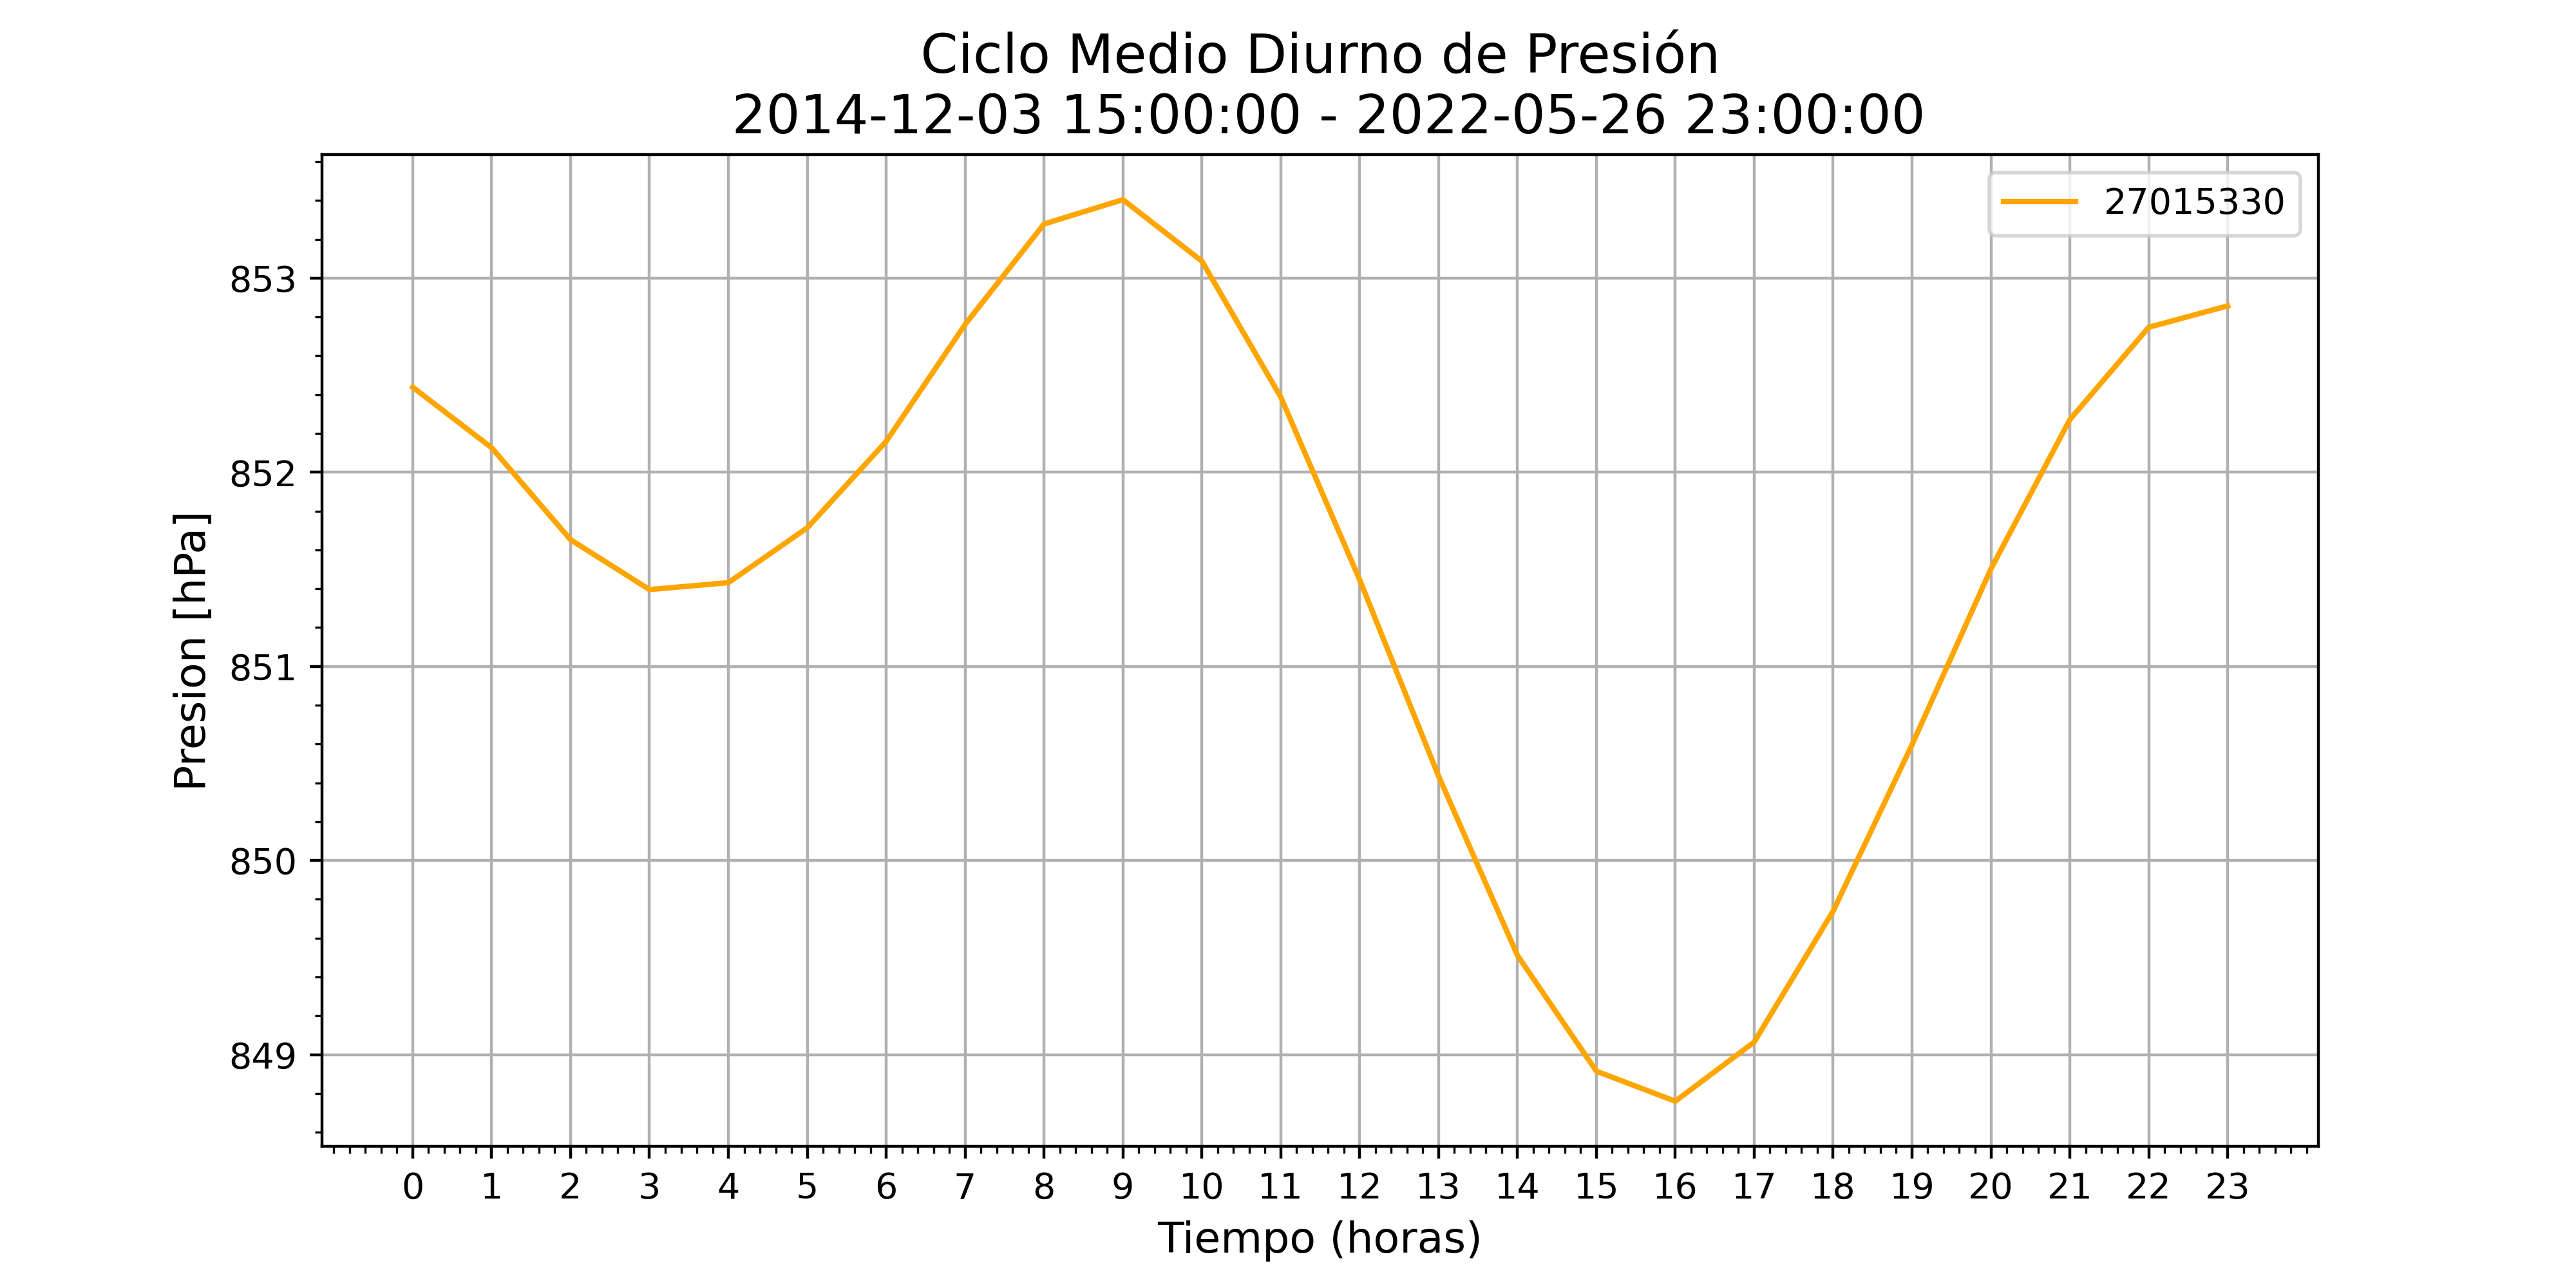 Ciclo Medio Diurno de Presión
2014-12-03 15:00:00 - 2022-05-26 23:00:00
27015330
853
852
851
850
849
Presion [hPa]
0 1 2 3 4 5 6 7 8 9 10 11 12 13 14 15 16 17 18 19 20 21 22 23
Tiempo (horas)